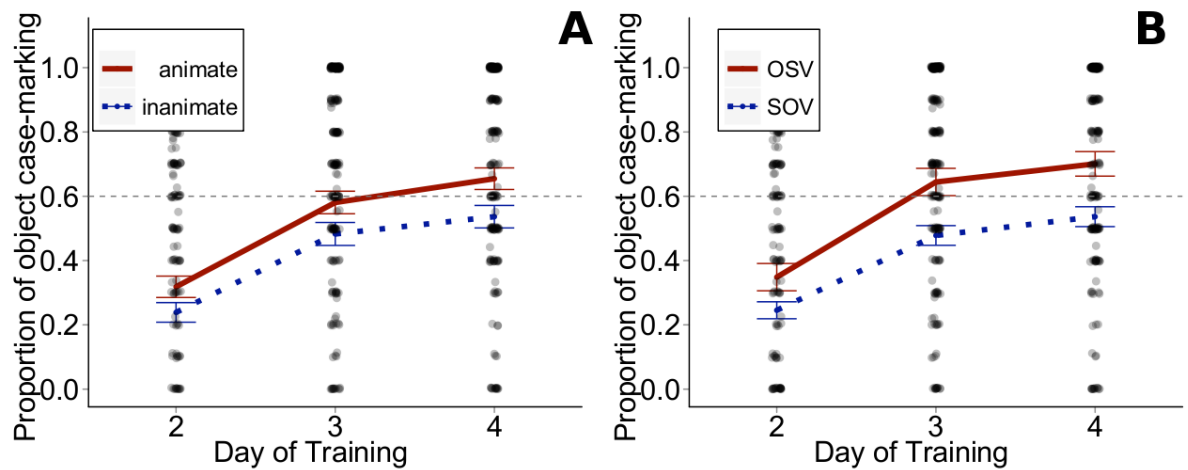 A
Proportion of object case-marking
animate
inanimate
1.0
0.8
0.6
0.4
0.2
0.0
2 3 4
Day of Training
B
Proportion of object case-marking
OSV
SOV
1.0
0.8
0.6
0.4
0.2
0.0
2 3 4
Day of Training